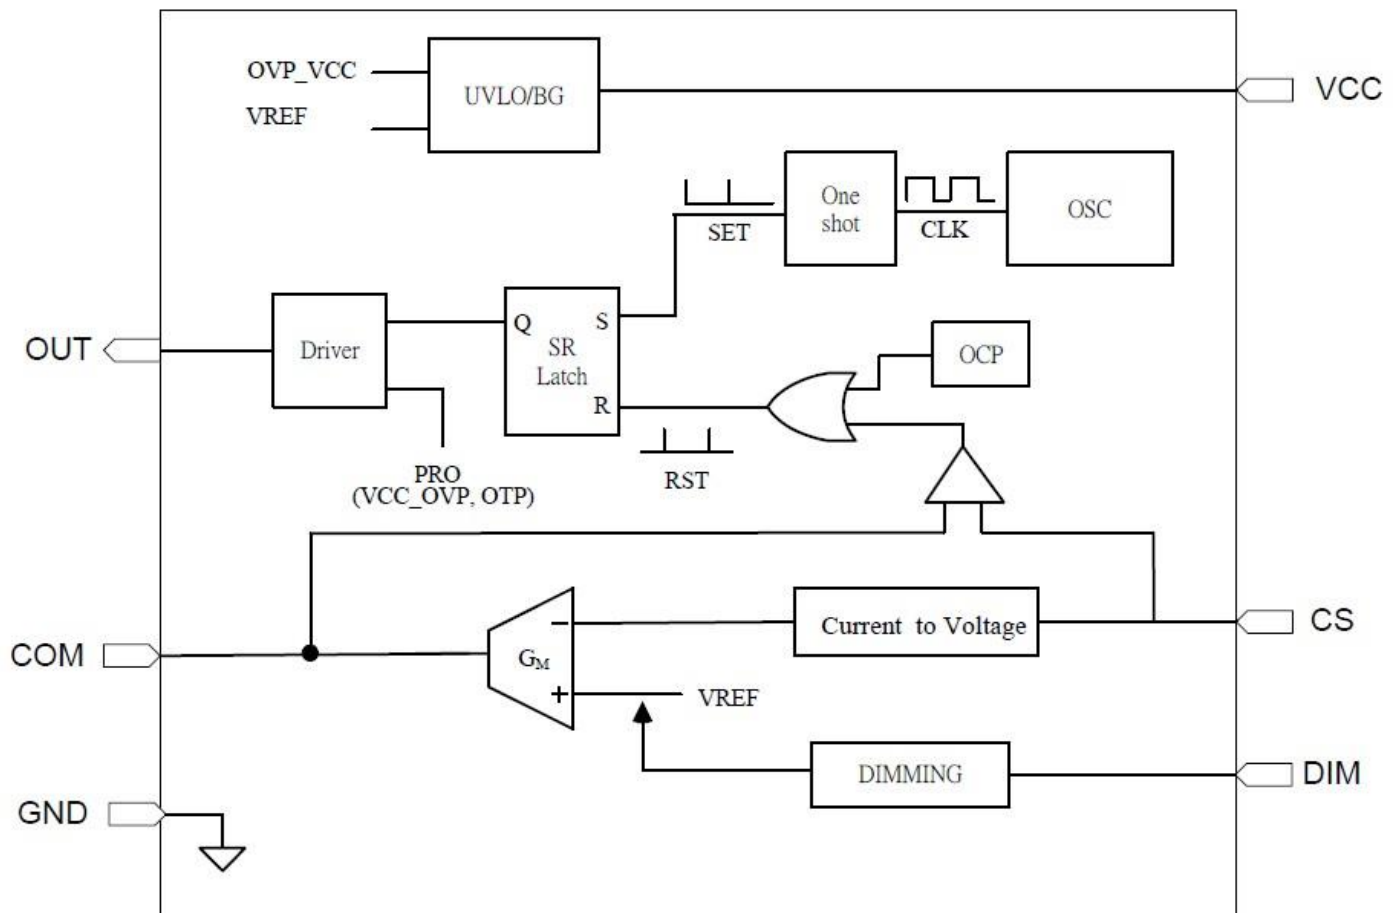 OVP_VCC
VREF
UVLO/BG
VCC
One
shot
OSC
SET
CLK
OUT
Driver
Q
S
SR
Latch
R
OCP
PRO
(VCC_OVP, OTP)
RST
COM
GM
−
+
Current to Voltage
CS
VREF
DIMMING
DIM
GND